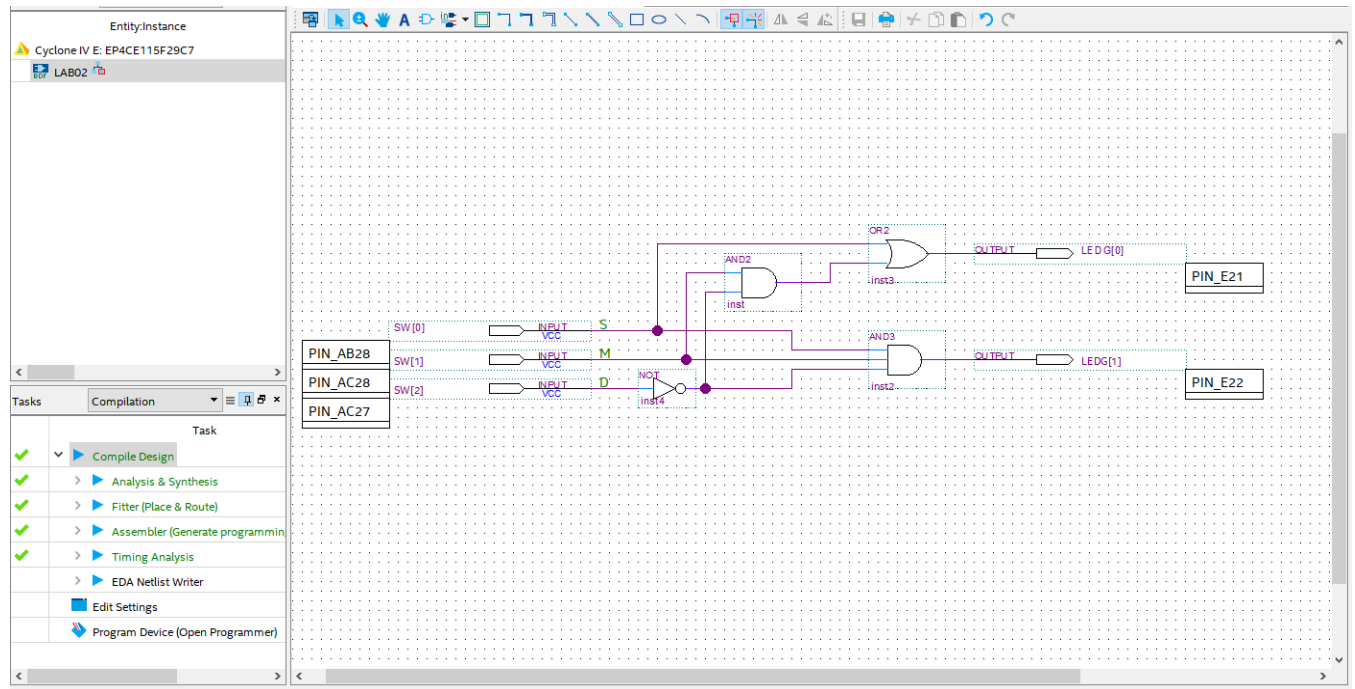 Entity:Instance
Cyclone IV E: EP4CE115F29C7
BDF
LAB02
Tasks
Compilation
Task
Compile Design
Analysis & Synthesis
Fitter (Place & Route)
Assembler (Generate programmin
Timing Analysis
EDA Netlist Writer
Edit Settings
Program Device (Open Programmer)
A
OR2
inst3
OUTPUT
LEDG[0]
PIN_E21
AND2
inst
SW[0]
INPUT
VCC
S
PIN_AB28
SW[1]
INPUT
VCC
M
PIN_AC28
SW[2]
INPUT
VCC
D
PIN_AC27
NOT
inst4
AND3
inst2
OUTPUT
LEDG[1]
PIN_E22